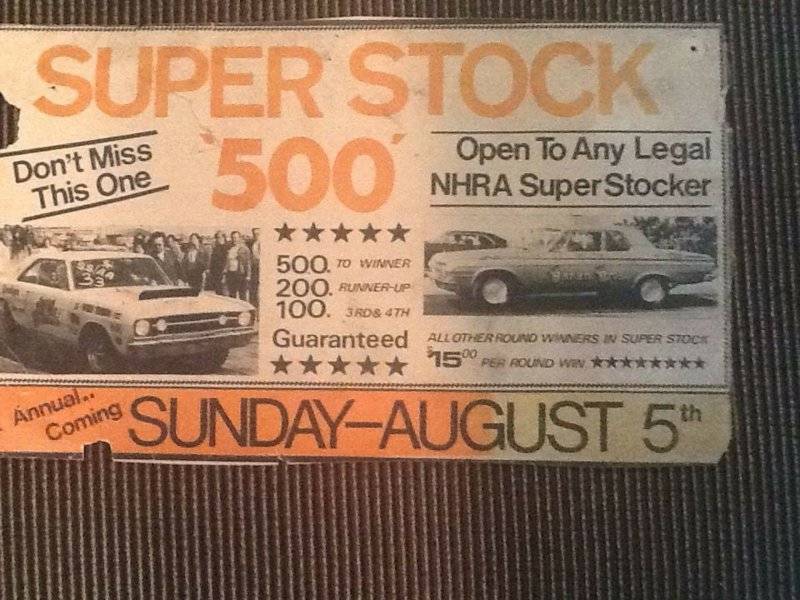 SUPER STOCK
'500'
Don't Miss
This One
Open To Any Legal
NHRA Super Stocker
★★★★★
500. TO WINNER
200. RUNNER-UP
100. 3RD & 4TH
Guaranteed
★★★★★
ALL OTHER ROUND WINNERS IN SUPER STOCK
$15.00 PER ROUND WIN ★★★★★★★★
Annual..
Coming
SUNDAY-AUGUST 5th